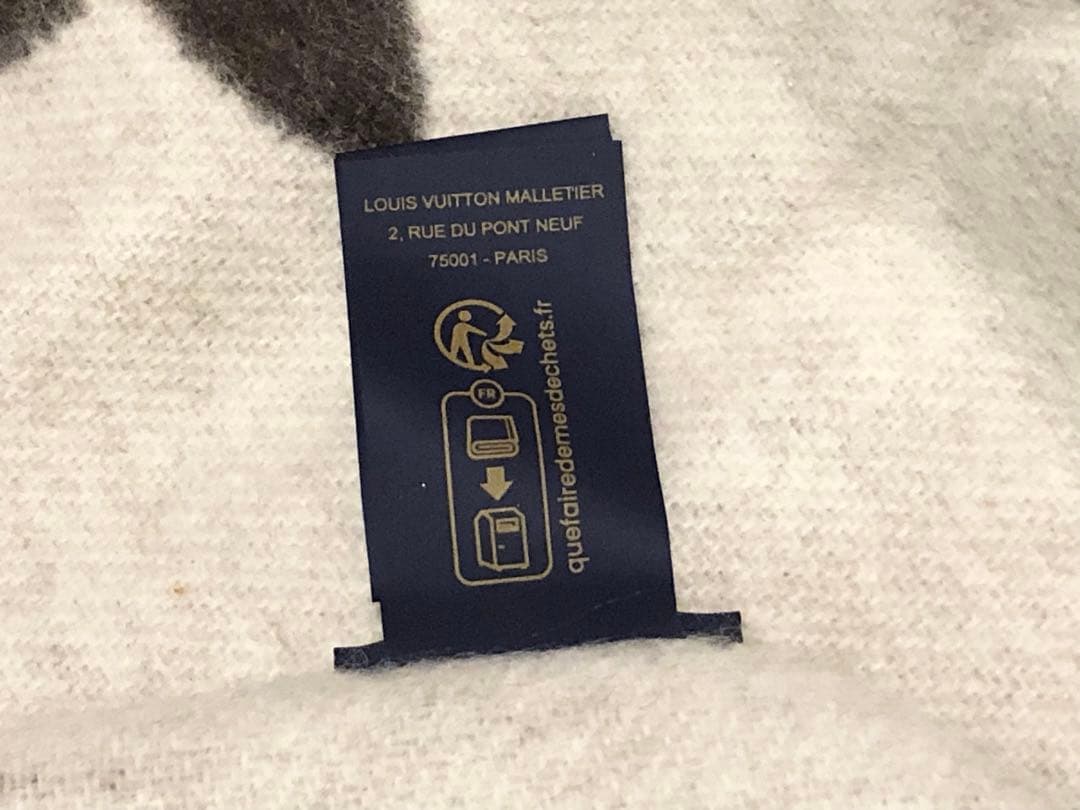 LOUIS VUITTON MALLETIER
2, RUE DU PONT NEUF
75001 - PARIS
FR
quefairedemesdechets.fr